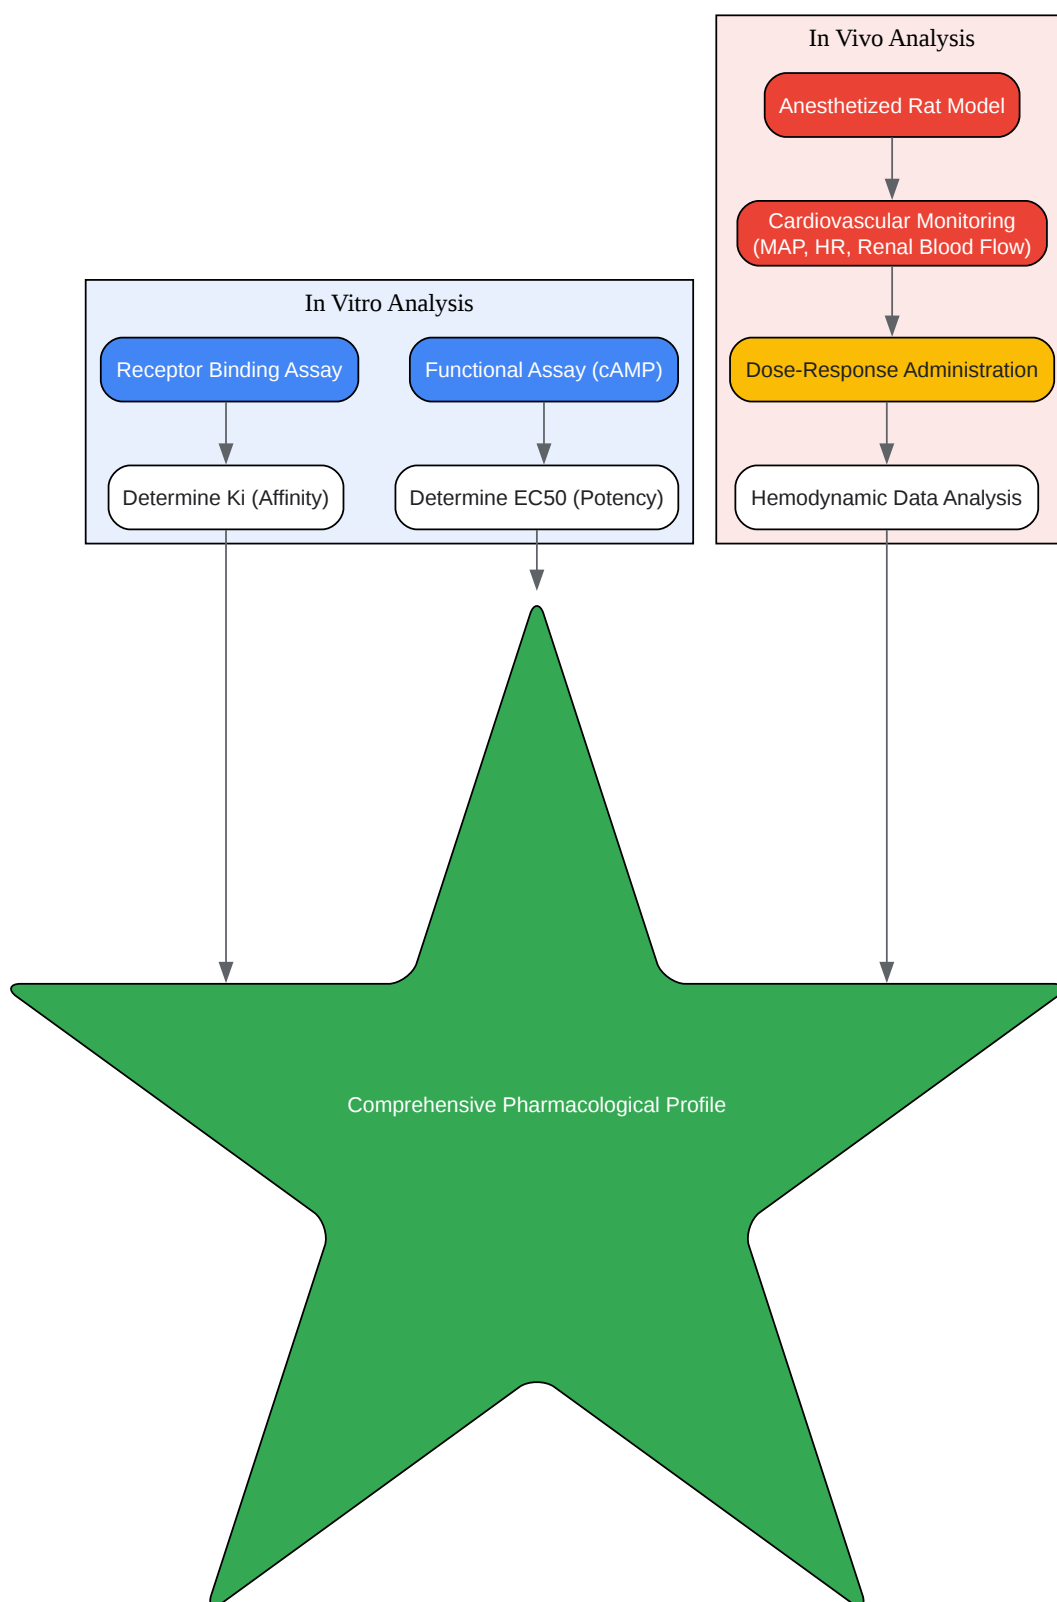 In Vivo Analysis
Anesthetized Rat Model
Cardiovascular Monitoring
(MAP, HR, Renal Blood Flow)
In Vitro Analysis
Receptor Binding Assay
Functional Assay (cAMP)
Dose-Response Administration
Determine Ki (Affinity)
Determine EC50 (Potency)
Hemodynamic Data Analysis
Comprehensive Pharmacological Profile